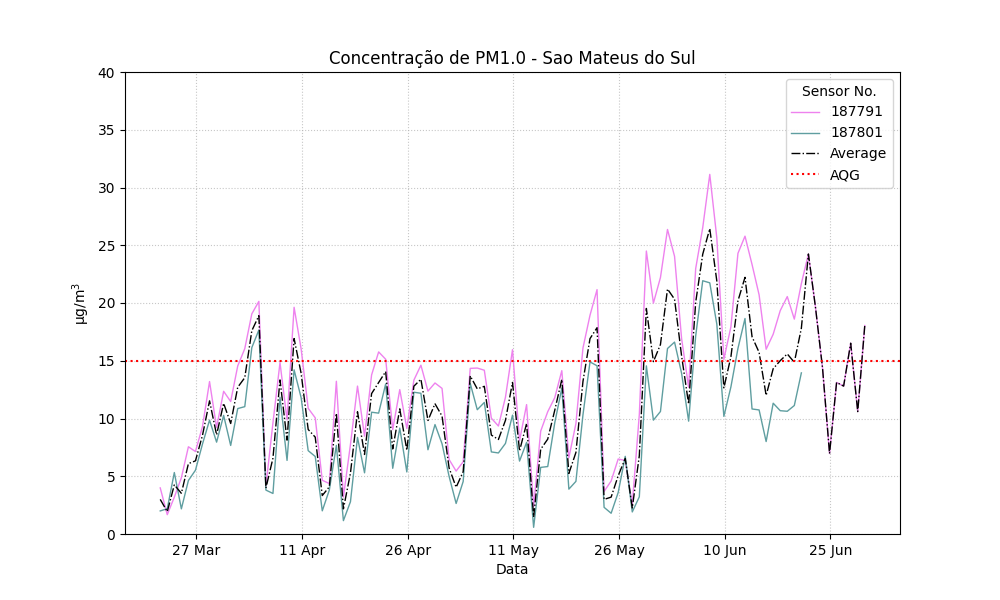 Concentração de PM1.0 - Sao Mateus do Sul
40
35
30
25
20
15
10
5
0
µg/m³
Sensor No.
187791
187801
Average
AQG
27 Mar
11 Apr
26 Apr
11 May
26 May
10 Jun
25 Jun
Data